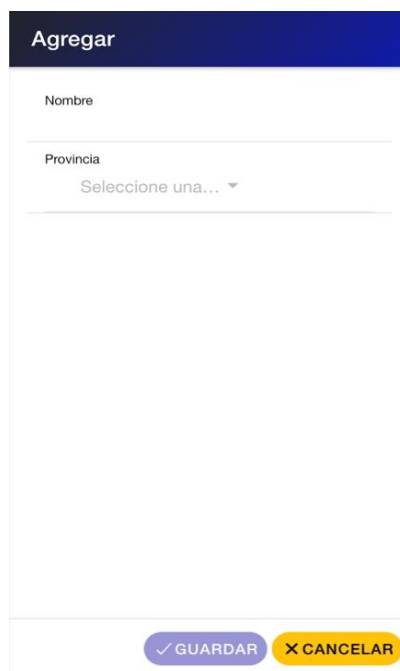 Agregar
Nombre
Provincia
Seleccione una...
GUARDAR CANCELAR